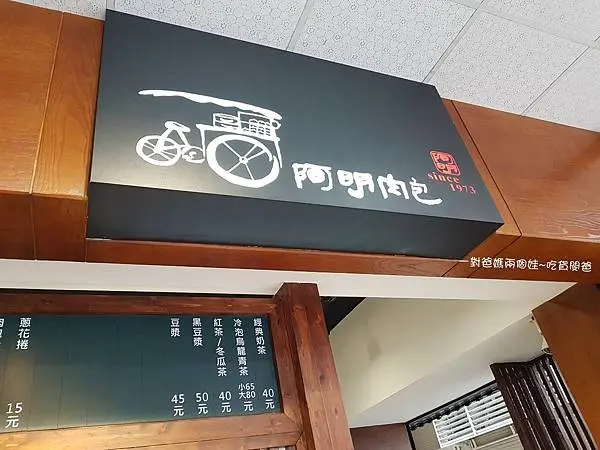 阿明肉包
阿明
since
1973
一對爸媽兩個娃~吃貨開爸
經典奶茶 40元
冷泡烏龍青茶 小65 大80元
紅茶/冬瓜茶 40元
黑豆漿 50元
豆漿 45元
蔥花捲 15元